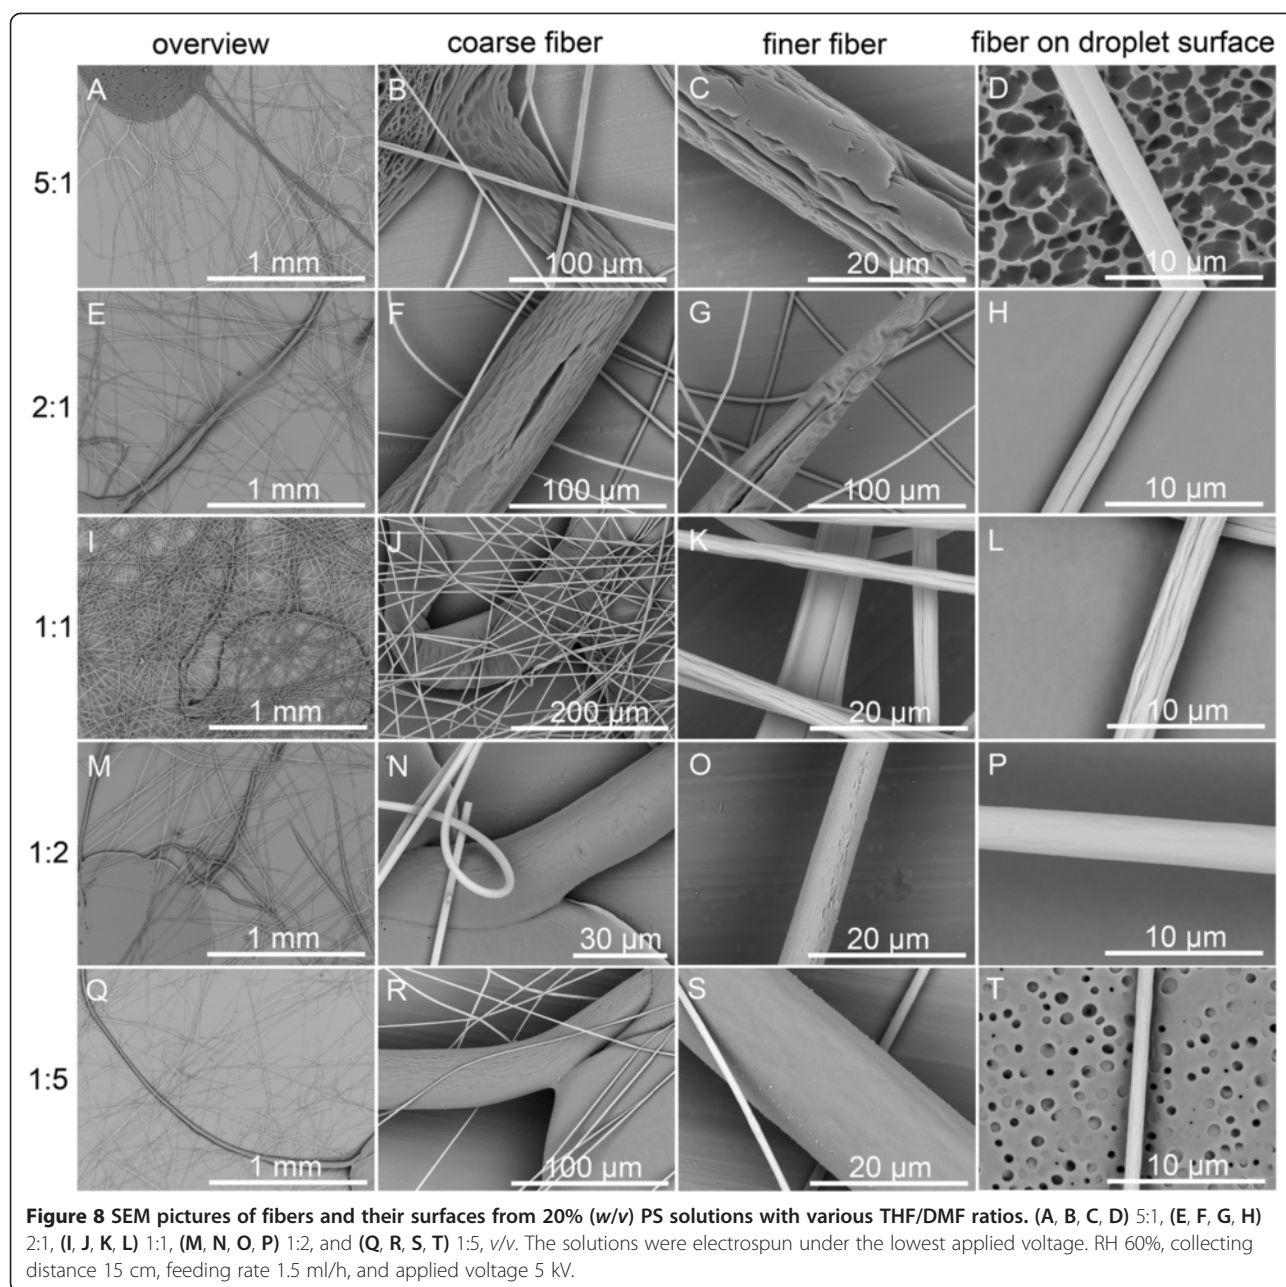 overview coarse fiber finer fiber fiber on droplet surface
5:1 A 1 mm B 100 µm C 20 µm D 10 µm
2:1 E 1 mm F 100 µm G 100 µm H 10 µm
1:1 I 1 mm J 200 µm K 20 µm L 10 µm
1:2 M 1 mm N 30 µm O 20 µm P 10 µm
1:5 Q 1 mm R 100 µm S 20 µm T 10 µm
Figure 8 SEM pictures of fibers and their surfaces from 20% (w/v) PS solutions with various THF/DMF ratios. (A, B, C, D) 5:1, (E, F, G, H)
2:1, (I, J, K, L) 1:1, (M, N, O, P) 1:2, and (Q, R, S, T) 1:5, v/v. The solutions were electrospun under the lowest applied voltage. RH 60%, collecting
distance 15 cm, feeding rate 1.5 ml/h, and applied voltage 5 kV.